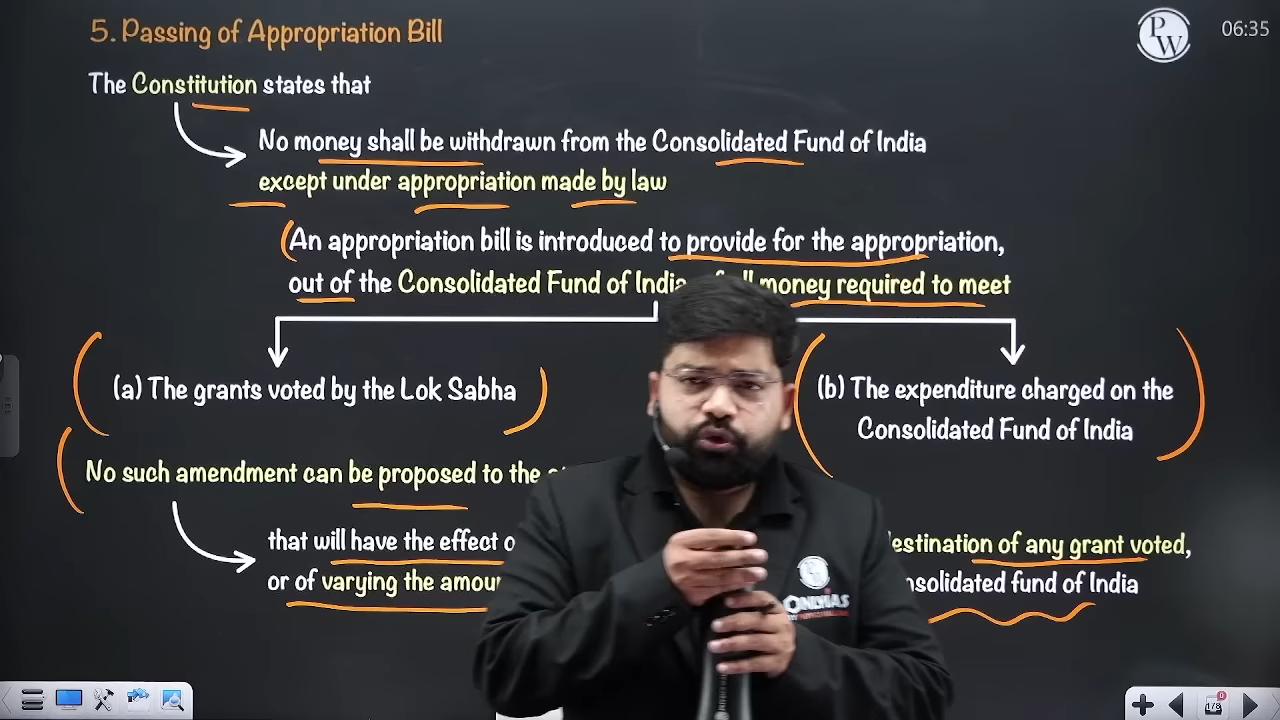 5. Passing of Appropriation Bill
PW
06:35
The Constitution states that
No money shall be withdrawn from the Consolidated Fund of India
except under appropriation made by law
(An appropriation bill is introduced to provide for the appropriation,
out of the Consolidated Fund of India money required to meet
(a) The grants voted by the Lok Sabha
(b) The expenditure charged on the
Consolidated Fund of India
No such amendment can be proposed to the
that will have the effect of any grant voted,
or of varying the fund of India
ONLYIAS